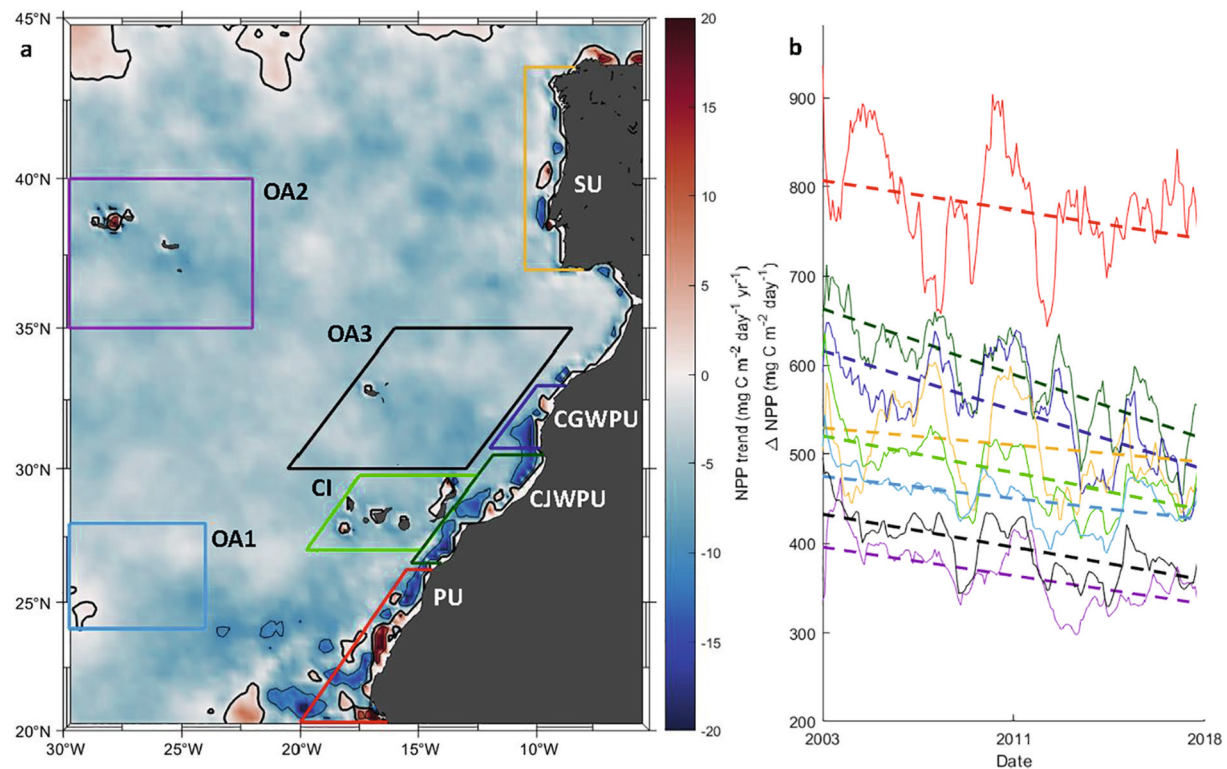 a
45°N
40°N
35°N
30°N
25°N
20°N
30°W
25°W
20°W
15°W
10°W
OA2
SU
OA3
CGWPU
CI
CJWPU
OA1
PU
20
15
10
5
0
-5
-10
-15
-20
NPP trend (mg C m⁻² day⁻¹ yr⁻¹)
b
Δ NPP (mg C m⁻² day⁻¹)
900
800
700
600
500
400
300
200
2003
2011
2018
Date